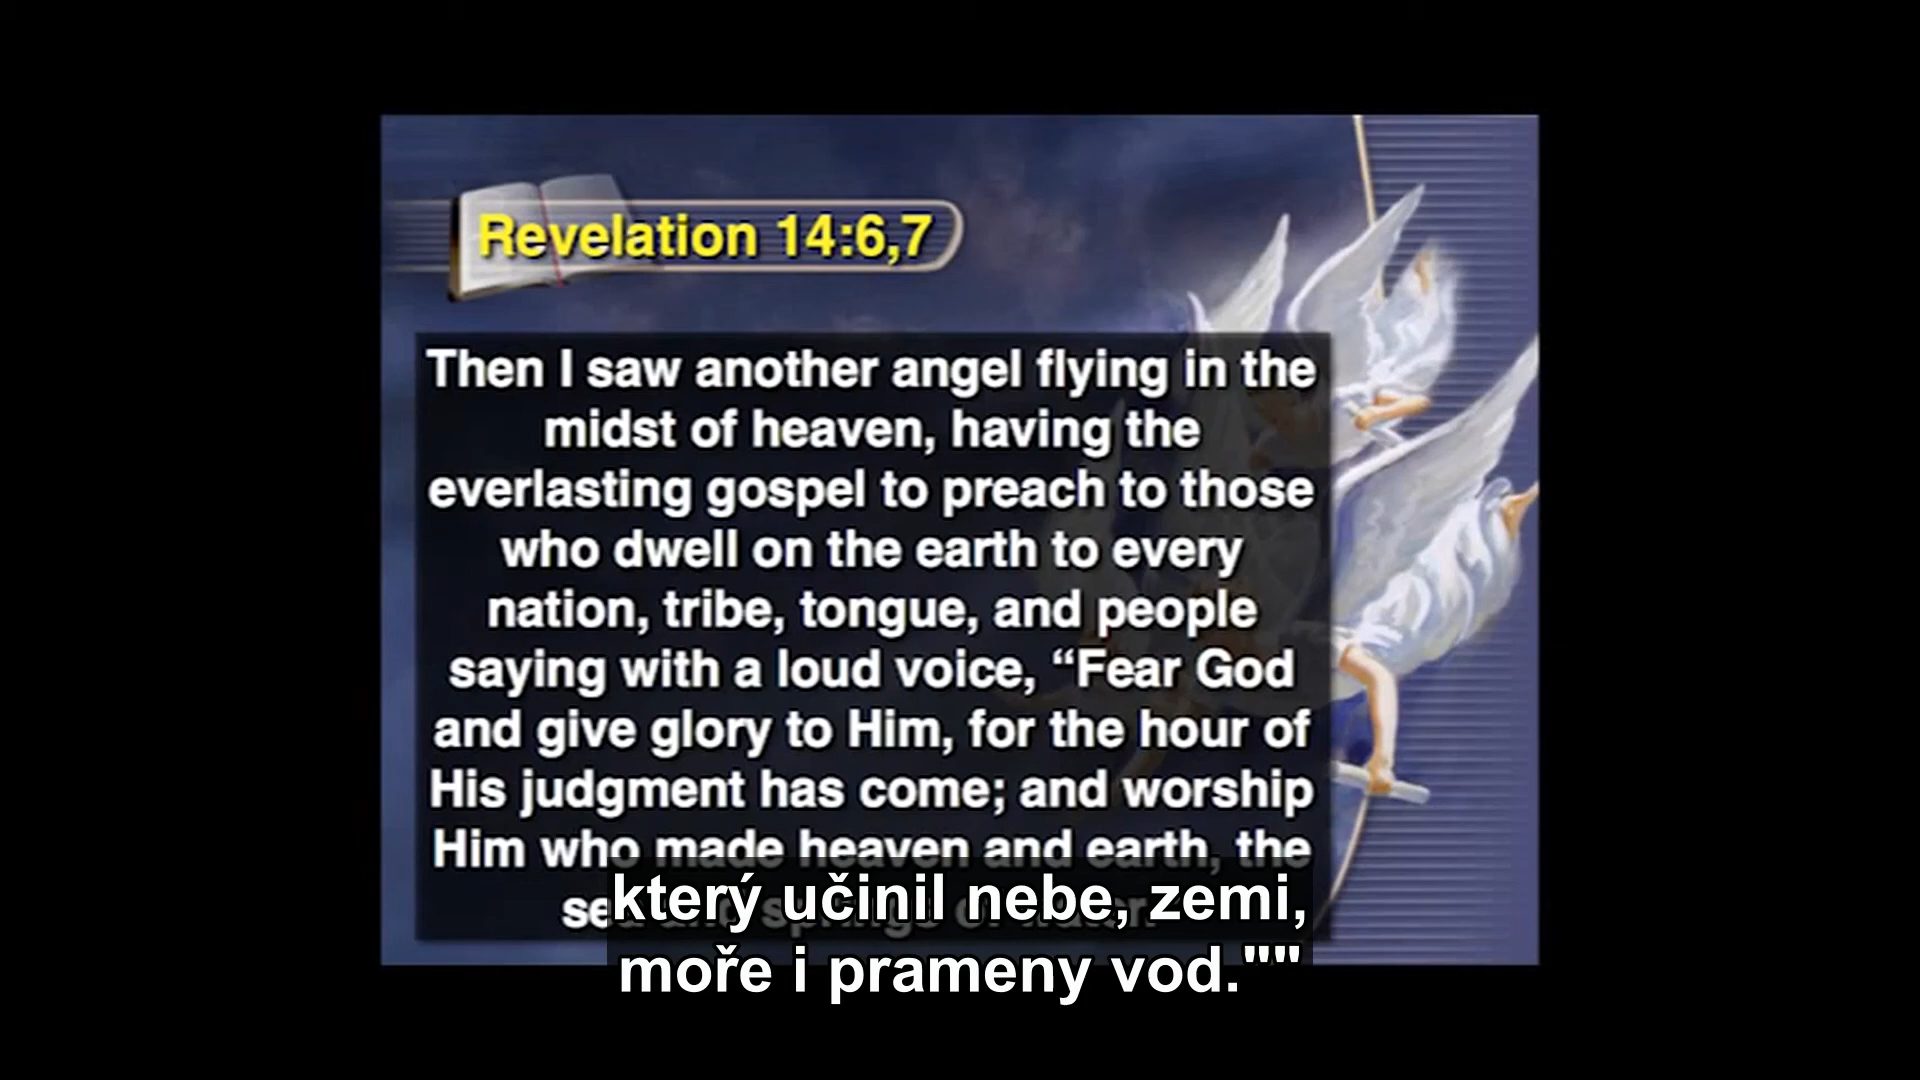 Revelation 14:6,7
Then I saw another angel flying in the
midst of heaven, having the
everlasting gospel to preach to those
who dwell on the earth to every
nation, tribe, tongue, and people
saying with a loud voice, “Fear God
and give glory to Him, for the hour of
His judgment has come; and worship
Him who made heaven and earth, the
springs of
který učinil nebe, zemi,
moře i prameny vod.""